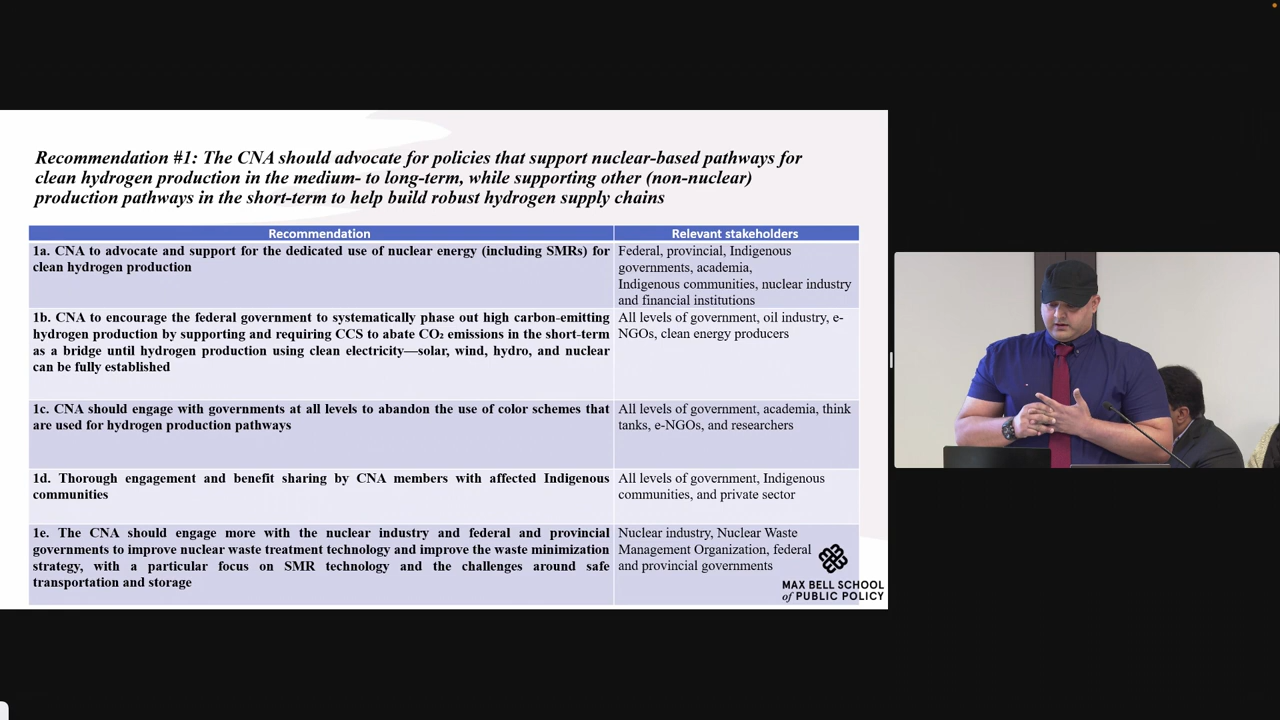 Recommendation #1: The CNA should advocate for policies that support nuclear-based pathways for
clean hydrogen production in the medium- to long-term, while supporting other (non-nuclear)
production pathways in the short-term to help build robust hydrogen supply chains
Recommendation
Relevant stakeholders
1a. CNA to advocate and support for the dedicated use of nuclear energy (including SMRs) for
clean hydrogen production
Federal, provincial, Indigenous
governments, academia,
Indigenous communities, nuclear industry
and financial institutions
1b. CNA to encourage the federal government to systematically phase out high carbon-emitting
hydrogen production by supporting and requiring CCS to abate CO₂ emissions in the short-term
as a bridge until hydrogen production using clean electricity—solar, wind, hydro, and nuclear
can be fully established
All levels of government, oil industry, e-
NGOs, clean energy producers
1c. CNA should engage with governments at all levels to abandon the use of color schemes that
are used for hydrogen production pathways
All levels of government, academia, think
tanks, e-NGOs, and researchers
1d. Thorough engagement and benefit sharing by CNA members with affected Indigenous
communities
All levels of government, Indigenous
communities, and private sector
1e. The CNA should engage more with the nuclear industry and federal and provincial
governments to improve nuclear waste treatment technology and improve the waste minimization
strategy, with a particular focus on SMR technology and the challenges around safe
transportation and storage
Nuclear industry, Nuclear Waste
Management Organization, federal
and provincial governments
MAX BELL SCHOOL
of PUBLIC POLICY